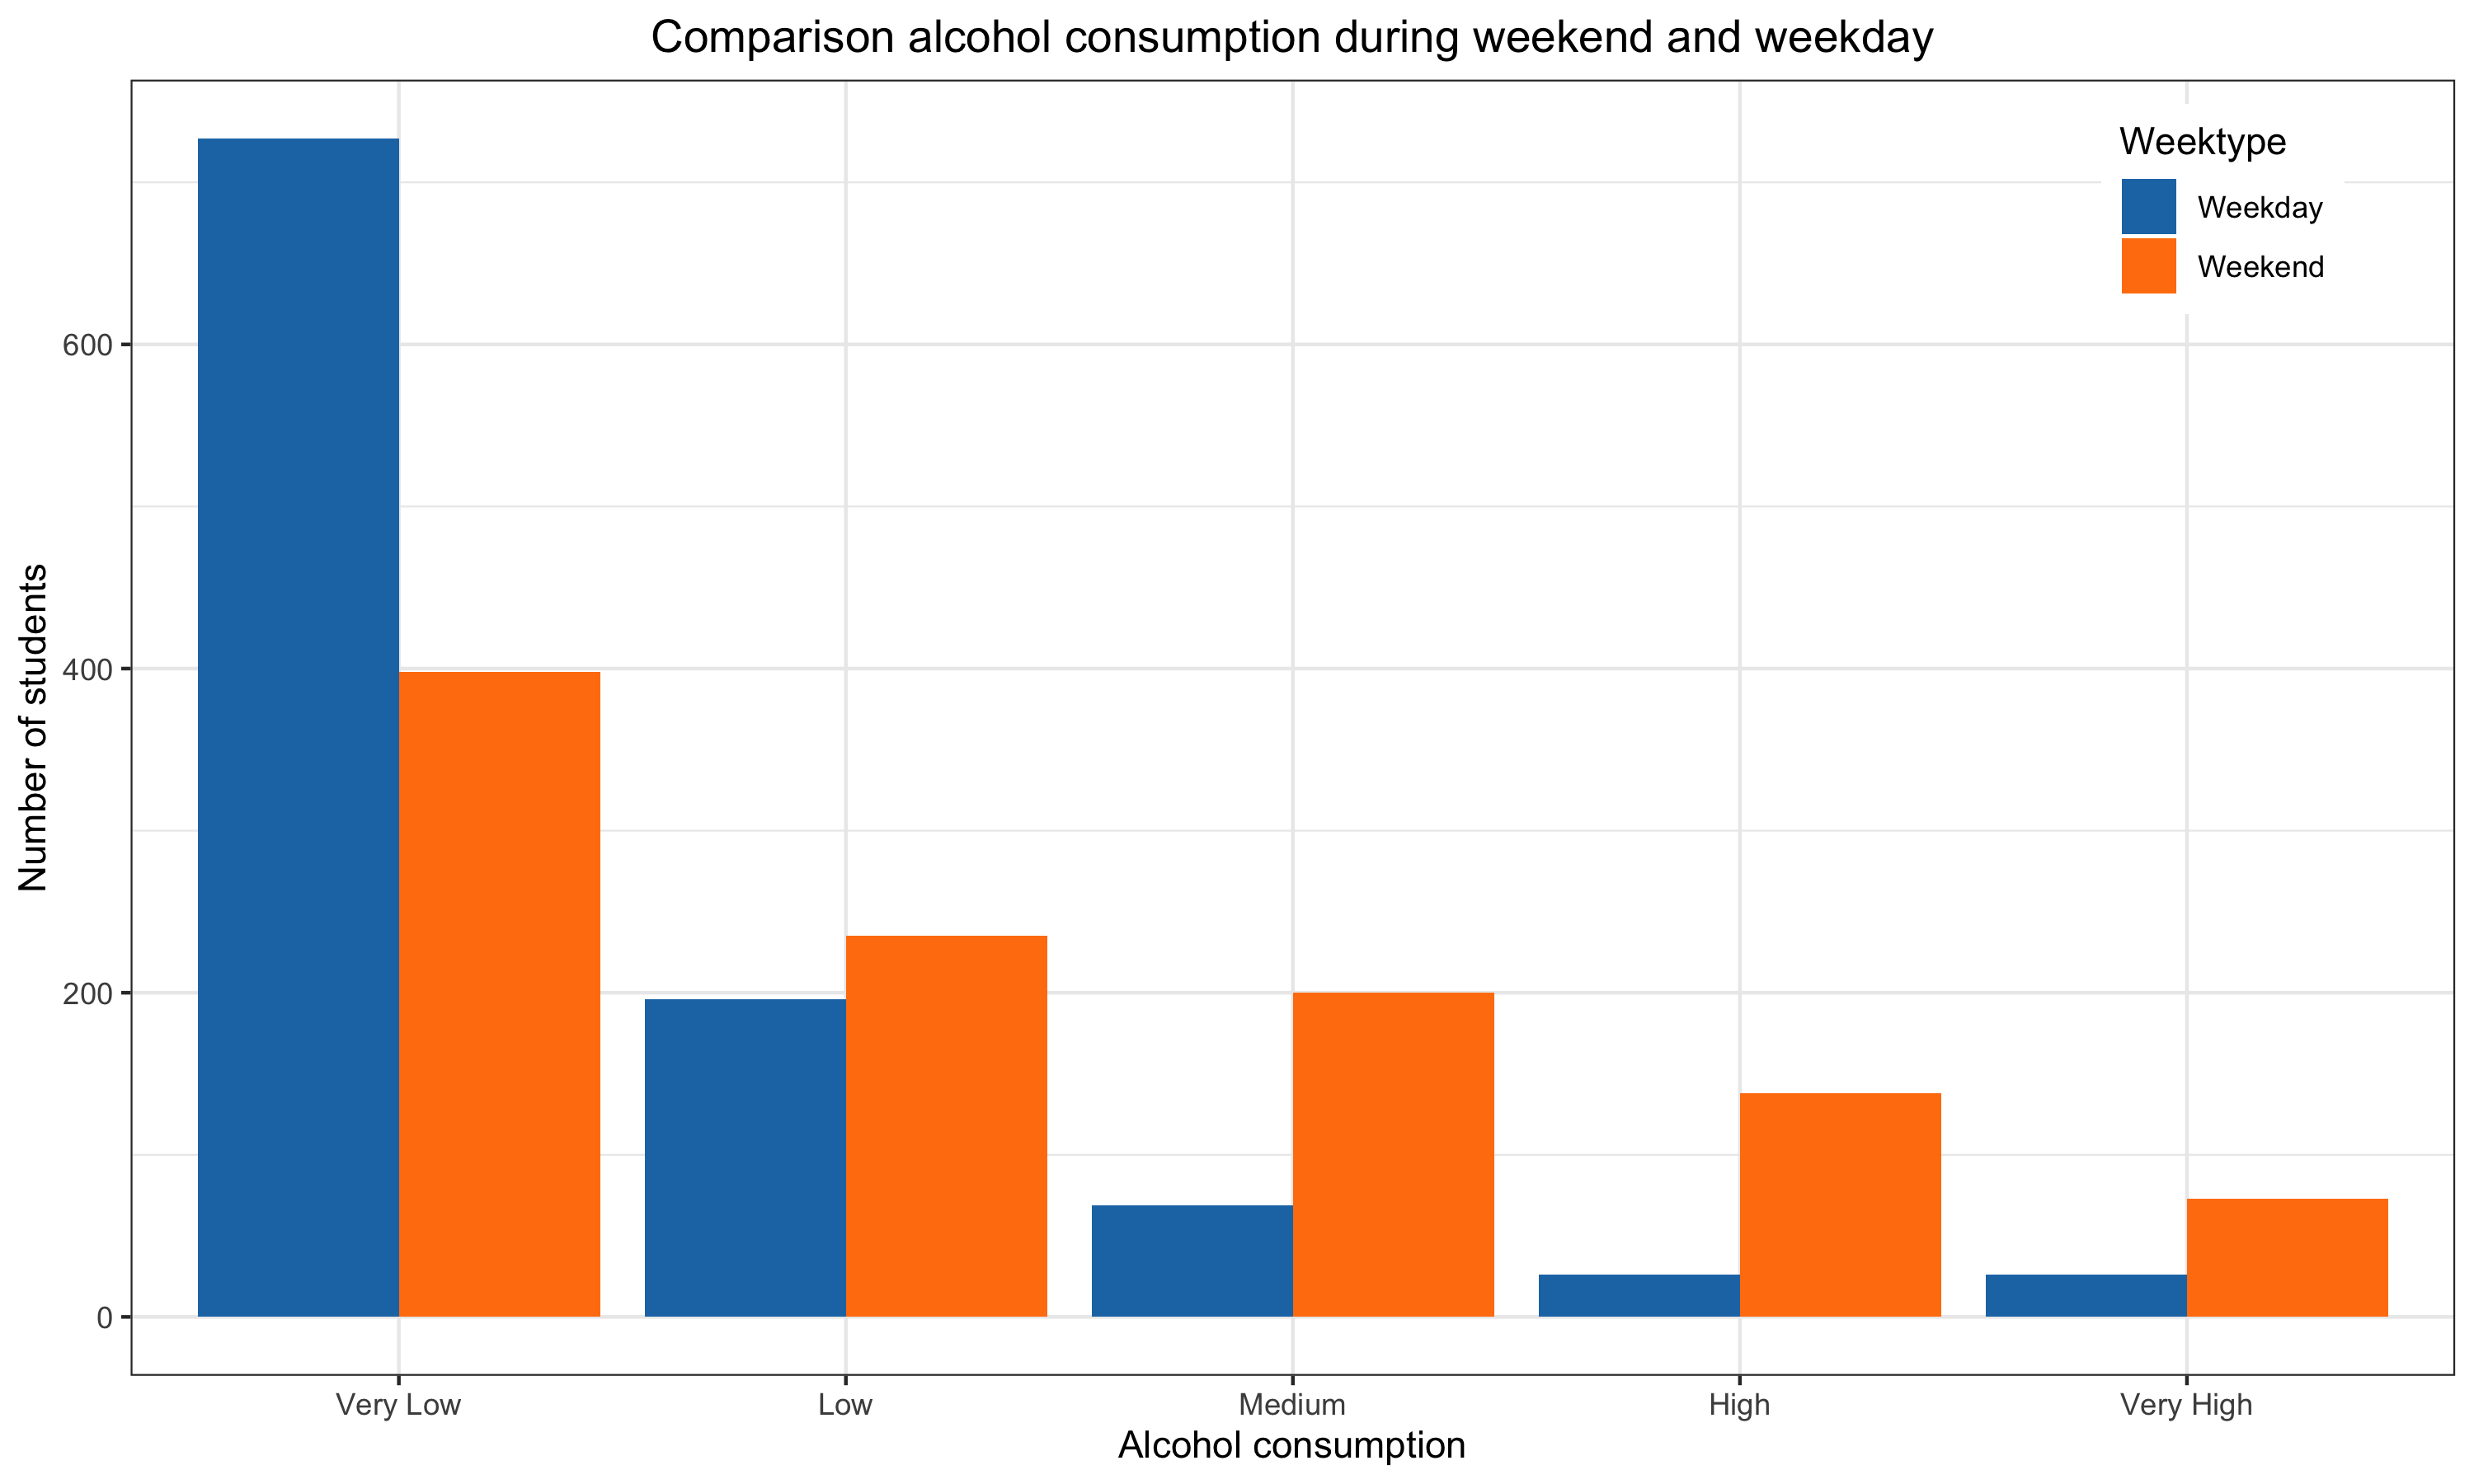 Comparison alcohol consumption during weekend and weekday
Weektype
Weekday
Weekend
Number of students
600
400
200
0
Very Low
Low
Medium
High
Very High
Alcohol consumption